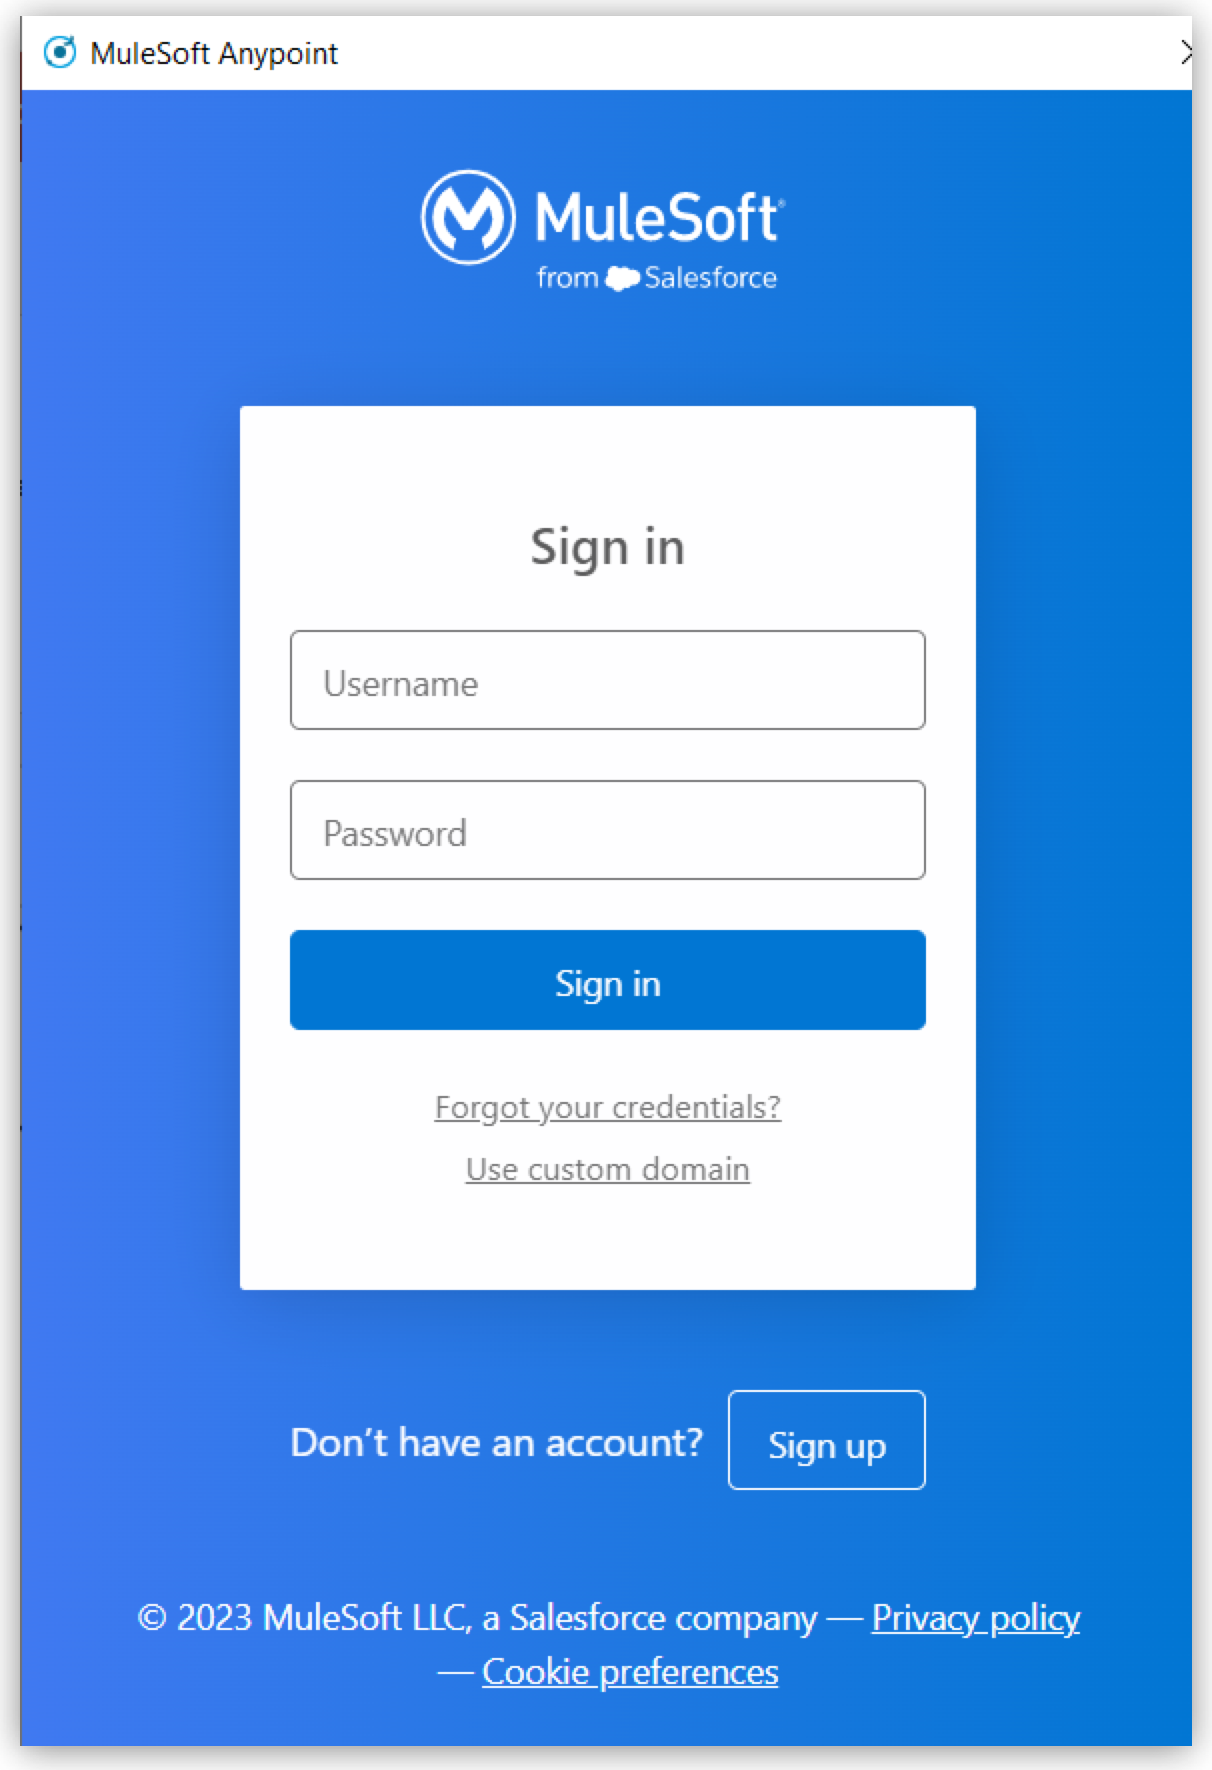 MuleSoft Anypoint
MuleSoft®
from Salesforce
Sign in
Username
Password
Sign in
Forgot your credentials?
Use custom domain
Don’t have an account? Sign up
© 2023 MuleSoft LLC, a Salesforce company — Privacy policy
— Cookie preferences